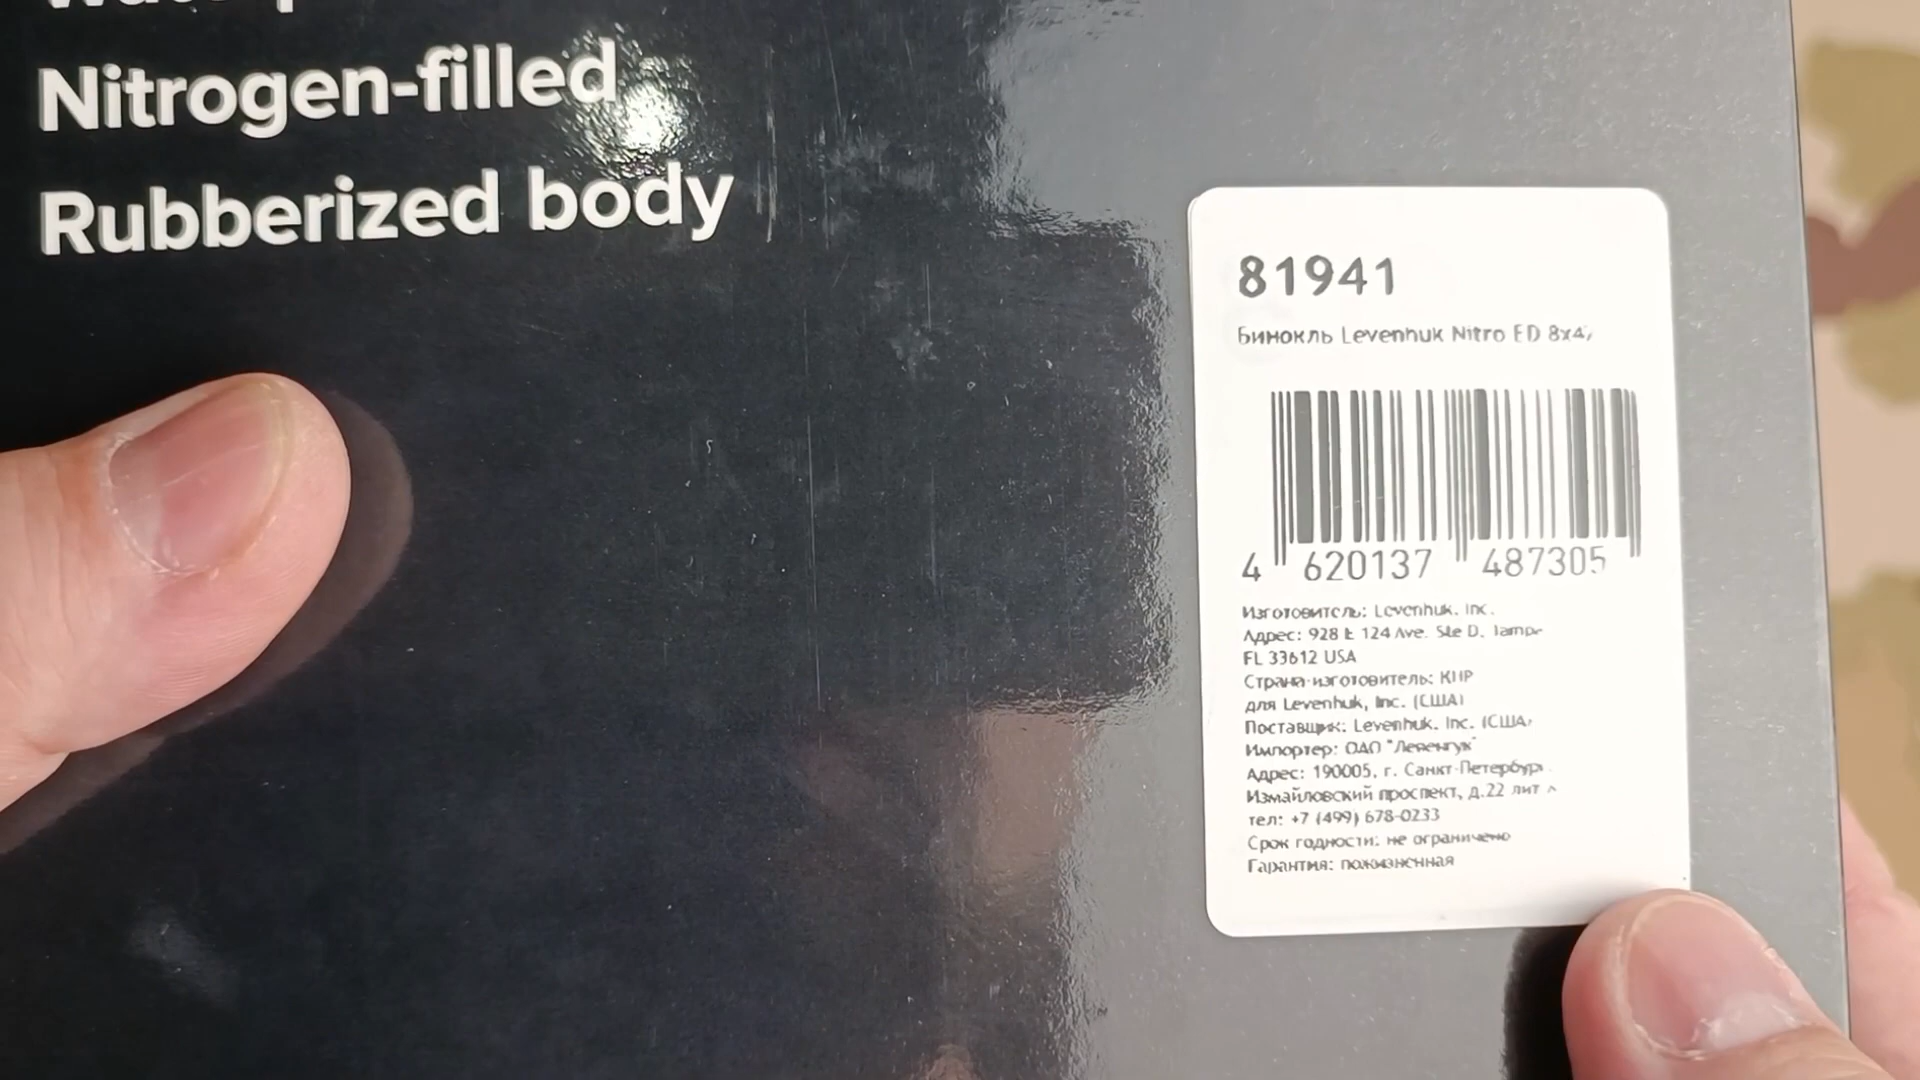 Nitrogen-filled
Rubberized body
81941
Бинокль Levenhuk Nitro ED
4 620137 487305
Изготовитель: Levenhuk, Inc.
Адрес: 928 E 124 Ave. Ste D,
FL 33612 USA
Страна-изготовитель: КНР
для Levenhuk, Inc. (США)
Поставщик: Levenhuk, Inc. (США)
Импортер: ОАО "Левенгук"
Адрес: 190005, г. Санкт-Петербург
Измайловский проспект, д.22 лит
тел: +7 (499) 678-0233
Срок годности: не ограничено
Гарантия: пожизненная